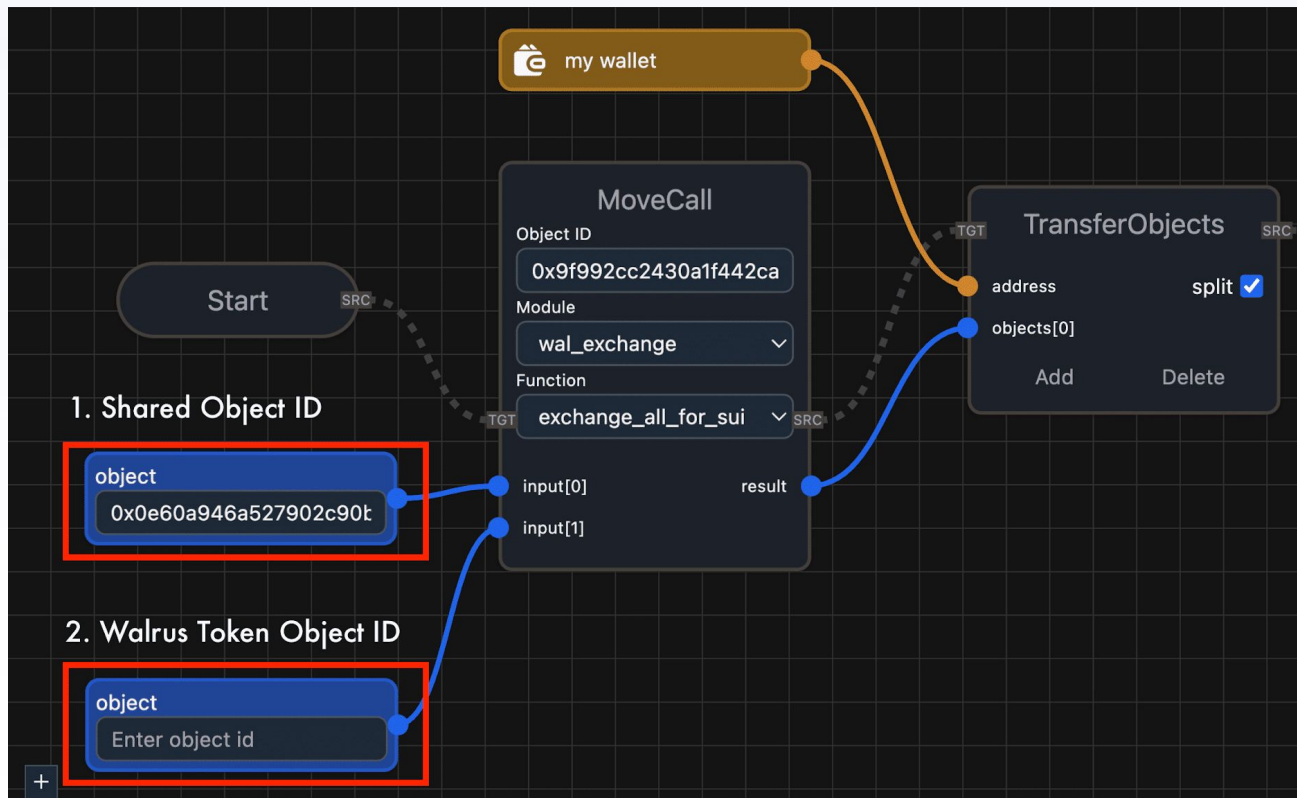 my wallet
MoveCall
Object ID
0x9f992cc2430a1f442ca
Module
wal_exchange
Function
exchange_all_for_sui
TGT
SRC
input[0]
result
input[1]
Start
SRC
1. Shared Object ID
object
0x0e60a946a527902c90b
2. Walrus Token Object ID
object
Enter object id
+
TGT
TransferObjects
SRC
address
split
objects[0]
Add
Delete